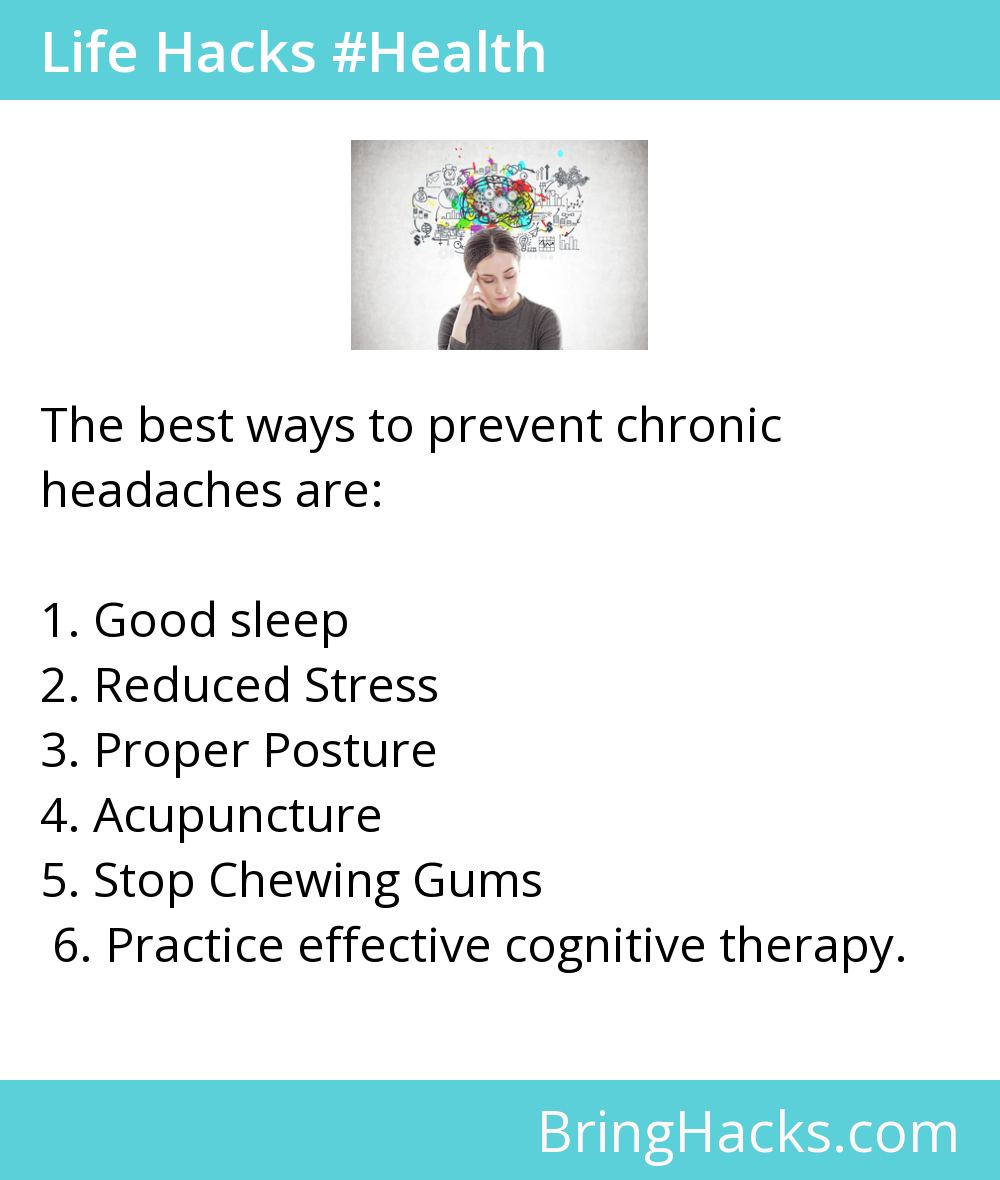 Life Hacks #Health
The best ways to prevent chronic
headaches are:
1. Good sleep
2. Reduced Stress
3. Proper Posture
4. Acupuncture
5. Stop Chewing Gums
6. Practice effective cognitive therapy.
BringHacks.com